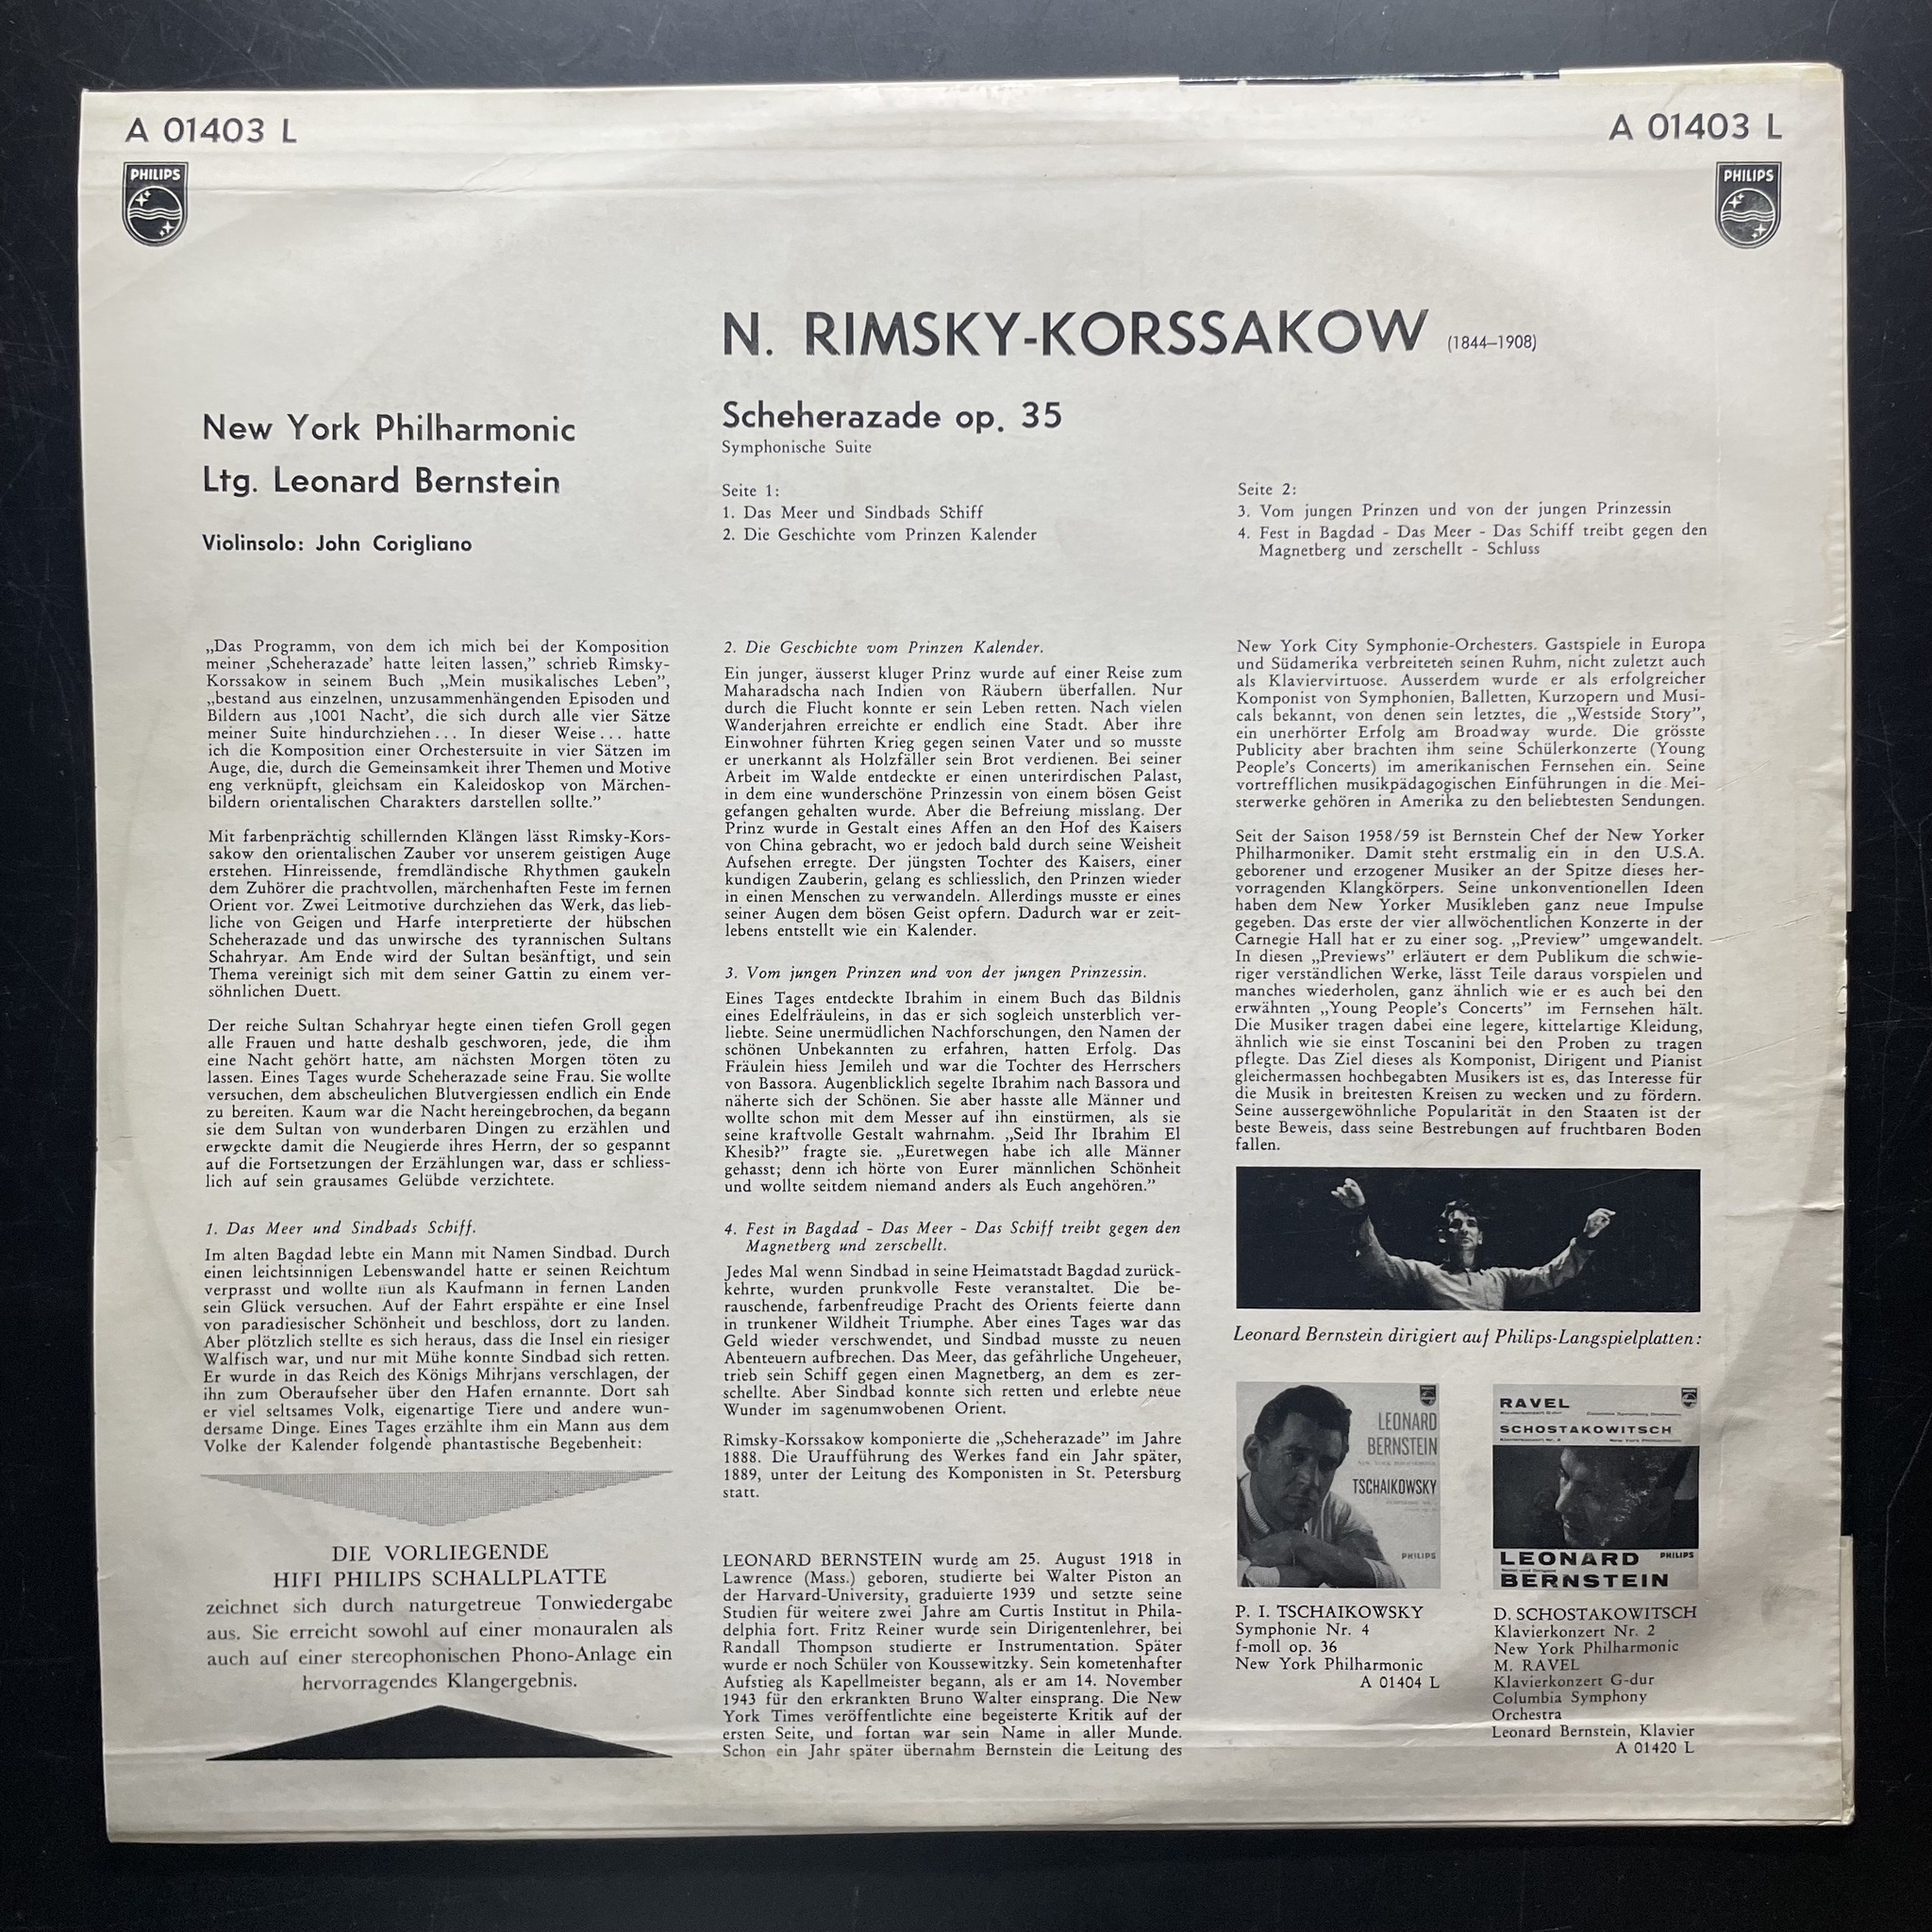 A 01403 L
A 01403 L
PHILIPS
PHILIPS
N. RIMSKY-KORSSAKOW (1844–1908)
New York Philharmonic
Ltg. Leonard Bernstein
Violinsolo: John Corigliano
Scheherazade op. 35
Symphonische Suite
Seite 1:
1. Das Meer und Sindbads Schiff
2. Die Geschichte vom Prinzen Kalender
Seite 2:
3. Vom jungen Prinzen und von der jungen Prinzessin
4. Fest in Bagdad - Das Meer - Das Schiff treibt gegen den
Magnetberg und zerschellt - Schluss
„Das Programm, von dem ich mich bei der Komposition
meiner ‚Scheherazade’ hatte leiten lassen,” schrieb Rimsky-
Korssakow in seinem Buch „Mein musikalisches Leben”,
„bestand aus einzelnen, unzusammenhängenden Episoden und
Bildern aus ‚1001 Nacht’, die sich durch alle vier Sätze
meiner Suite hindurchziehen... In dieser Weise... hatte
ich die Komposition einer Orchestersuite in vier Sätzen im
Auge, die, durch die Gemeinsamkeit ihrer Themen und Motive
eng verknüpft, gleichsam ein Kaleidoskop von Märchen-
bildern orientalischen Charakters darstellen sollte.”
Mit farbenprächtig schillernden Klängen lässt Rimsky-Kors-
sakow den orientalischen Zauber vor unserem geistigen Auge
erstehen. Hinreissende, fremdländische Rhythmen gaukeln
dem Zuhörer die prachtvollen, märchenhaften Feste im fernen
Orient vor. Zwei Leitmotive durchziehen das Werk, das lieb-
liche von Geigen und Harfe interpretierte der hübschen
Scheherazade und das unwirsche des tyrannischen Sultans
Schahryar. Am Ende wird der Sultan besänftigt, und sein
Thema vereinigt sich mit dem seiner Gattin zu einem ver-
söhnlichen Duett.
Der reiche Sultan Schahryar hegte einen tiefen Groll gegen
alle Frauen und hatte deshalb geschworen, jede, die ihm
eine Nacht gehört hatte, am nächsten Morgen töten zu
lassen. Eines Tages wurde Scheherazade seine Frau. Sie wollte
versuchen, dem abscheulichen Blutvergiessen endlich ein Ende
zu bereiten. Kaum war die Nacht hereingebrochen, da begann
sie dem Sultan von wunderbaren Dingen zu erzählen und
erweckte damit die Neugierde ihres Herrn, der so gespannt
auf die Fortsetzungen der Erzählungen war, dass er schliess-
lich auf sein grausames Gelübde verzichtete.
1. Das Meer und Sindbads Schiff.
Im alten Bagdad lebte ein Mann mit Namen Sindbad. Durch
einen leichtsinnigen Lebenswandel hatte er seinen Reichtum
verprasst und wollte nun als Kaufmann in fernen Landen
sein Glück versuchen. Auf der Fahrt erspähte er eine Insel
von paradiesischer Schönheit und beschloss, dort zu landen.
Aber plötzlich stellte es sich heraus, dass die Insel ein riesiger
Walfisch war, und nur mit Mühe konnte Sindbad sich retten.
Er wurde in das Reich des Königs Mihrjans verschlagen, der
ihn zum Oberaufseher über den Hafen ernannte. Dort sah
er viel seltsames Volk, eigenartige Tiere und andere wun-
dersame Dinge. Eines Tages erzählte ihm ein Mann aus dem
Volke der Kalender folgende phantastische Begebenheit:
DIE VORLIEGENDE
HIFI PHILIPS SCHALLPLATTE
zeichnet sich durch naturgetreue Tonwiedergabe
aus. Sie erreicht sowohl auf einer monauralen als
auch auf einer stereophonischen Phono-Anlage ein
hervorragendes Klangergebnis.
2. Die Geschichte vom Prinzen Kalender.
Ein junger, äusserst kluger Prinz wurde auf einer Reise zum
Maharadscha nach Indien von Räubern überfallen. Nur
durch die Flucht konnte er sein Leben retten. Nach vielen
Wanderjahren erreichte er endlich eine Stadt. Aber ihre
Einwohner führten Krieg gegen seinen Vater und so musste
er unerkannt als Holzfäller sein Brot verdienen. Bei seiner
Arbeit im Walde entdeckte er einen unterirdischen Palast,
in dem eine wunderschöne Prinzessin von einem bösen Geist
gefangen gehalten wurde. Aber die Befreiung misslang. Der
Prinz wurde in Gestalt eines Affen an den Hof des Kaisers
von China gebracht, wo er jedoch bald durch seine Weisheit
Aufsehen erregte. Der jüngsten Tochter des Kaisers, einer
kundigen Zauberin, gelang es schliesslich, den Prinzen wieder
in einen Menschen zu verwandeln. Allerdings musste er eines
seiner Augen dem bösen Geist opfern. Dadurch war er zeit-
lebens entstellt wie ein Kalender.
3. Vom jungen Prinzen und von der jungen Prinzessin.
Eines Tages entdeckte Ibrahim in einem Buch das Bildnis
eines Edelfräuleins, in das er sich sogleich unsterblich ver-
liebte. Seine unermüdlichen Nachforschungen, den Namen der
schönen Unbekannten zu erfahren, hatten Erfolg. Das
Fräulein hiess Jemileh und war die Tochter des Herrschers
von Bassora. Augenblicklich segelte Ibrahim nach Bassora und
näherte sich der Schönen. Sie aber hasste alle Männer und
wollte schon mit dem Messer auf ihn einstürmen, als sie
seine kraftvolle Gestalt wahrnahm. „Seid Ihr Ibrahim El
Khesib?” fragte sie. „Euretwegen habe ich alle Männer
gehasst; denn ich hörte von Eurer männlichen Schönheit
und wollte seitdem niemand anders als Euch angehören.”
4. Fest in Bagdad - Das Meer - Das Schiff treibt gegen den
Magnetberg und zerschellt.
Jedes Mal wenn Sindbad in seine Heimatstadt Bagdad zurück-
kehrte, wurden prunkvolle Feste veranstaltet. Die be-
rauschende, farbenfreudige Pracht des Orients feierte dann
in trunkener Wildheit Triumphe. Aber eines Tages war das
Geld wieder verschwendet, und Sindbad musste zu neuen
Abenteuern aufbrechen. Das Meer, das gefährliche Ungeheuer,
trieb sein Schiff gegen einen Magnetberg, an dem es zer-
schellte. Aber Sindbad konnte sich retten und erlebte neue
Wunder im sagenumwobenen Orient.
Rimsky-Korssakow komponierte die „Scheherazade” im Jahre
1888. Die Uraufführung des Werkes fand ein Jahr später,
1889, unter der Leitung des Komponisten in St. Petersburg
statt.
LEONARD BERNSTEIN wurde am 25. August 1918 in
Lawrence (Mass.) geboren, studierte bei Walter Piston an
der Harvard-University, graduierte 1939 und setzte seine
Studien für weitere zwei Jahre am Curtis Institut in Phila-
delphia fort. Fritz Reiner wurde sein Dirigentenlehrer, bei
Randall Thompson studierte er Instrumentation. Später
wurde er noch Schüler von Koussewitzky. Sein kometenhafter
Aufstieg als Kapellmeister begann, als er am 14. November
1943 für den erkrankten Bruno Walter einsprang. Die New
York Times veröffentlichte eine begeisterte Kritik auf der
ersten Seite, und fortan war sein Name in aller Munde.
Schon ein Jahr später übernahm Bernstein die Leitung des
New York City Symphonie-Orchesters. Gastspiele in Europa
und Südamerika verbreiteten seinen Ruhm, nicht zuletzt auch
als Klaviervirtuose. Ausserdem wurde er als erfolgreicher
Komponist von Symphonien, Balletten, Kurzopern und Musi-
cals bekannt, von denen sein letztes, die „Westside Story”,
ein unerhörter Erfolg am Broadway wurde. Die grösste
Publicity aber brachten ihm seine Schülerkonzerte (Young
People’s Concerts) im amerikanischen Fernsehen ein. Seine
vortrefflichen musikpädagogischen Einführungen in die Mei-
sterwerke gehören in Amerika zu den beliebtesten Sendungen.
Seit der Saison 1958/59 ist Bernstein Chef der New Yorker
Philharmoniker. Damit steht erstmalig ein in den U.S.A.
geborener und erzogener Musiker an der Spitze dieses her-
vorragenden Klangkörpers. Seine unkonventionellen Ideen
haben dem New Yorker Musikleben ganz neue Impulse
gegeben. Das erste der vier allwöchentlichen Konzerte in der
Carnegie Hall hat er zu einer sog. „Preview” umgewandelt.
In diesen „Previews” erläutert er dem Publikum die schwie-
riger verständlichen Werke, lässt Teile daraus vorspielen und
manches wiederholen, ganz ähnlich wie er es auch bei den
erwähnten „Young People’s Concerts” im Fernsehen hält.
Die Musiker tragen dabei eine legere, kittelartige Kleidung,
ähnlich wie sie einst Toscanini bei den Proben zu tragen
pflegte. Das Ziel dieses als Komponist, Dirigent und Pianist
gleichermassen hochbegabten Musikers ist es, das Interesse für
die Musik in breitesten Kreisen zu wecken und zu fördern.
Seine aussergewöhnliche Popularität in den Staaten ist der
beste Beweis, dass seine Bestrebungen auf fruchtbaren Boden
fallen.
Leonard Bernstein dirigiert auf Philips-Langspielplatten:
LEONARD
BERNSTEIN
TSCHAIKOWSKY
PHILIPS
RAVEL
SCHOSTAKOWITSCH
LEONARD PHILIPS
BERNSTEIN
P. I. TSCHAIKOWSKY
Symphonie Nr. 4
f-moll op. 36
New York Philharmonic
A 01404 L
D. SCHOSTAKOWITSCH
Klavierkonzert Nr. 2
New York Philharmonic
M. RAVEL
Klavierkonzert G-dur
Columbia Symphony
Orchestra
Leonard Bernstein, Klavier
A 01420 L